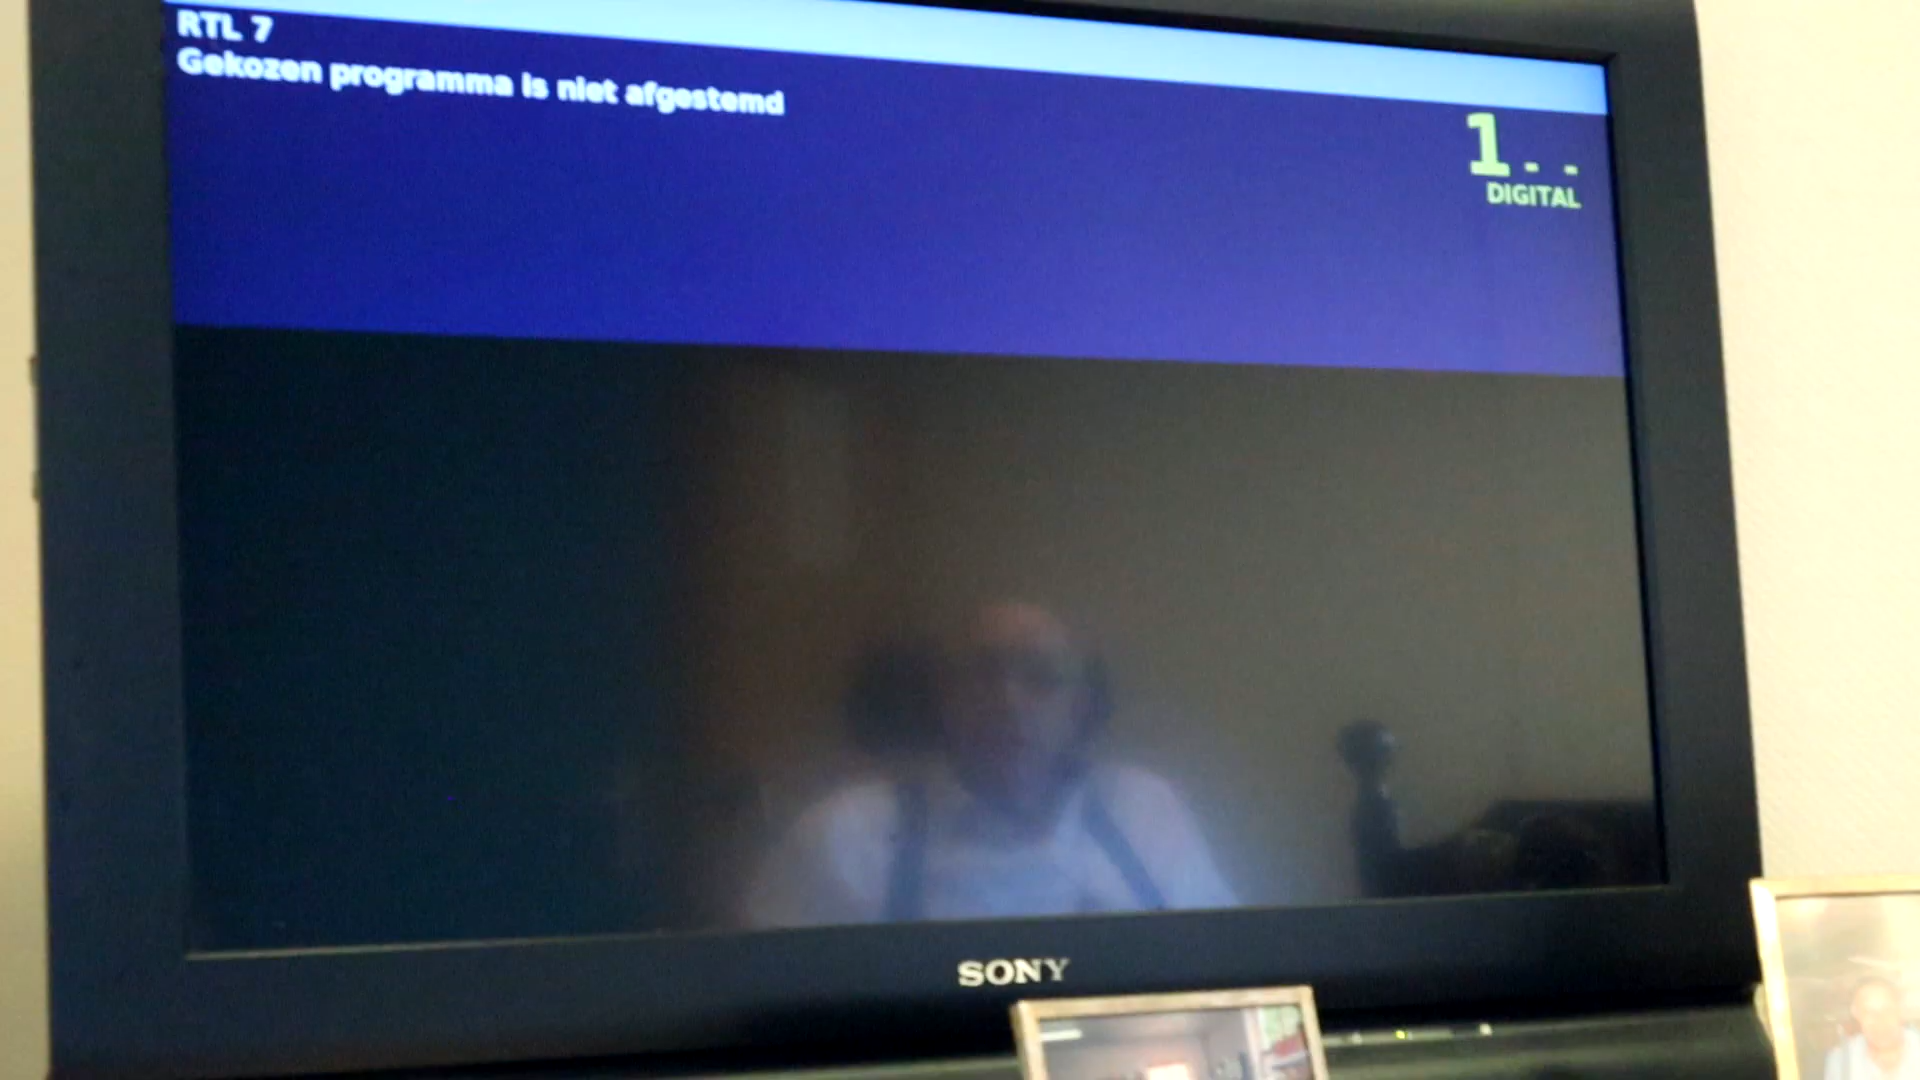 RTL 7
Gekozen programma is niet afgestemd
1 - -
DIGITAL
SONY